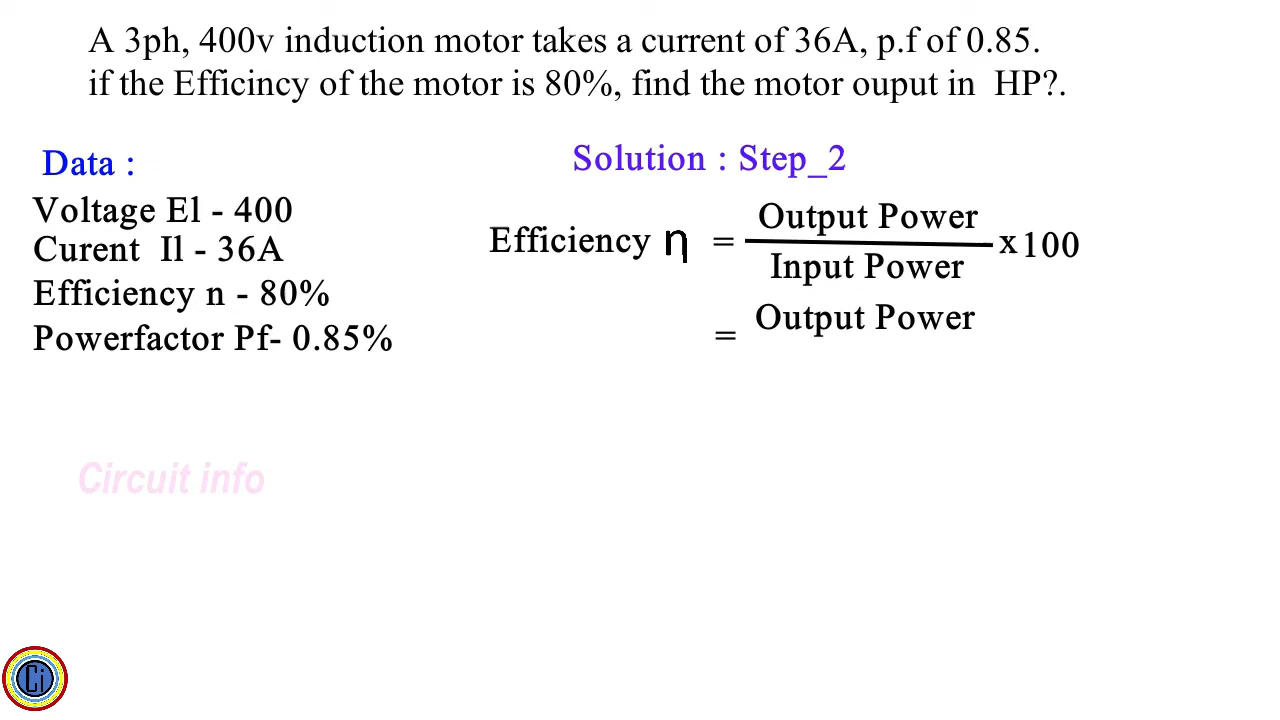 A 3ph, 400v induction motor takes a current of 36A, p.f of 0.85.
if the Efficincy of the motor is 80%, find the motor ouput in HP?.
Data :
Voltage El - 400
Curent Il - 36A
Efficiency n - 80%
Powerfactor Pf- 0.85%
Solution : Step_2
Efficiency η = Output Power x 100
Input Power
= Output Power
Circuit info
Ci